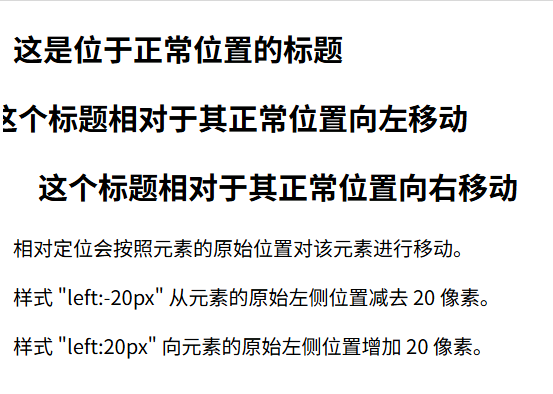 这是位于正常位置的标题
这个标题相对于其正常位置向左移动
这个标题相对于其正常位置向右移动
相对定位会按照元素的原始位置对该元素进行移动。
样式 "left:-20px" 从元素的原始左侧位置减去 20 像素。
样式 "left:20px" 向元素的原始左侧位置增加 20 像素。